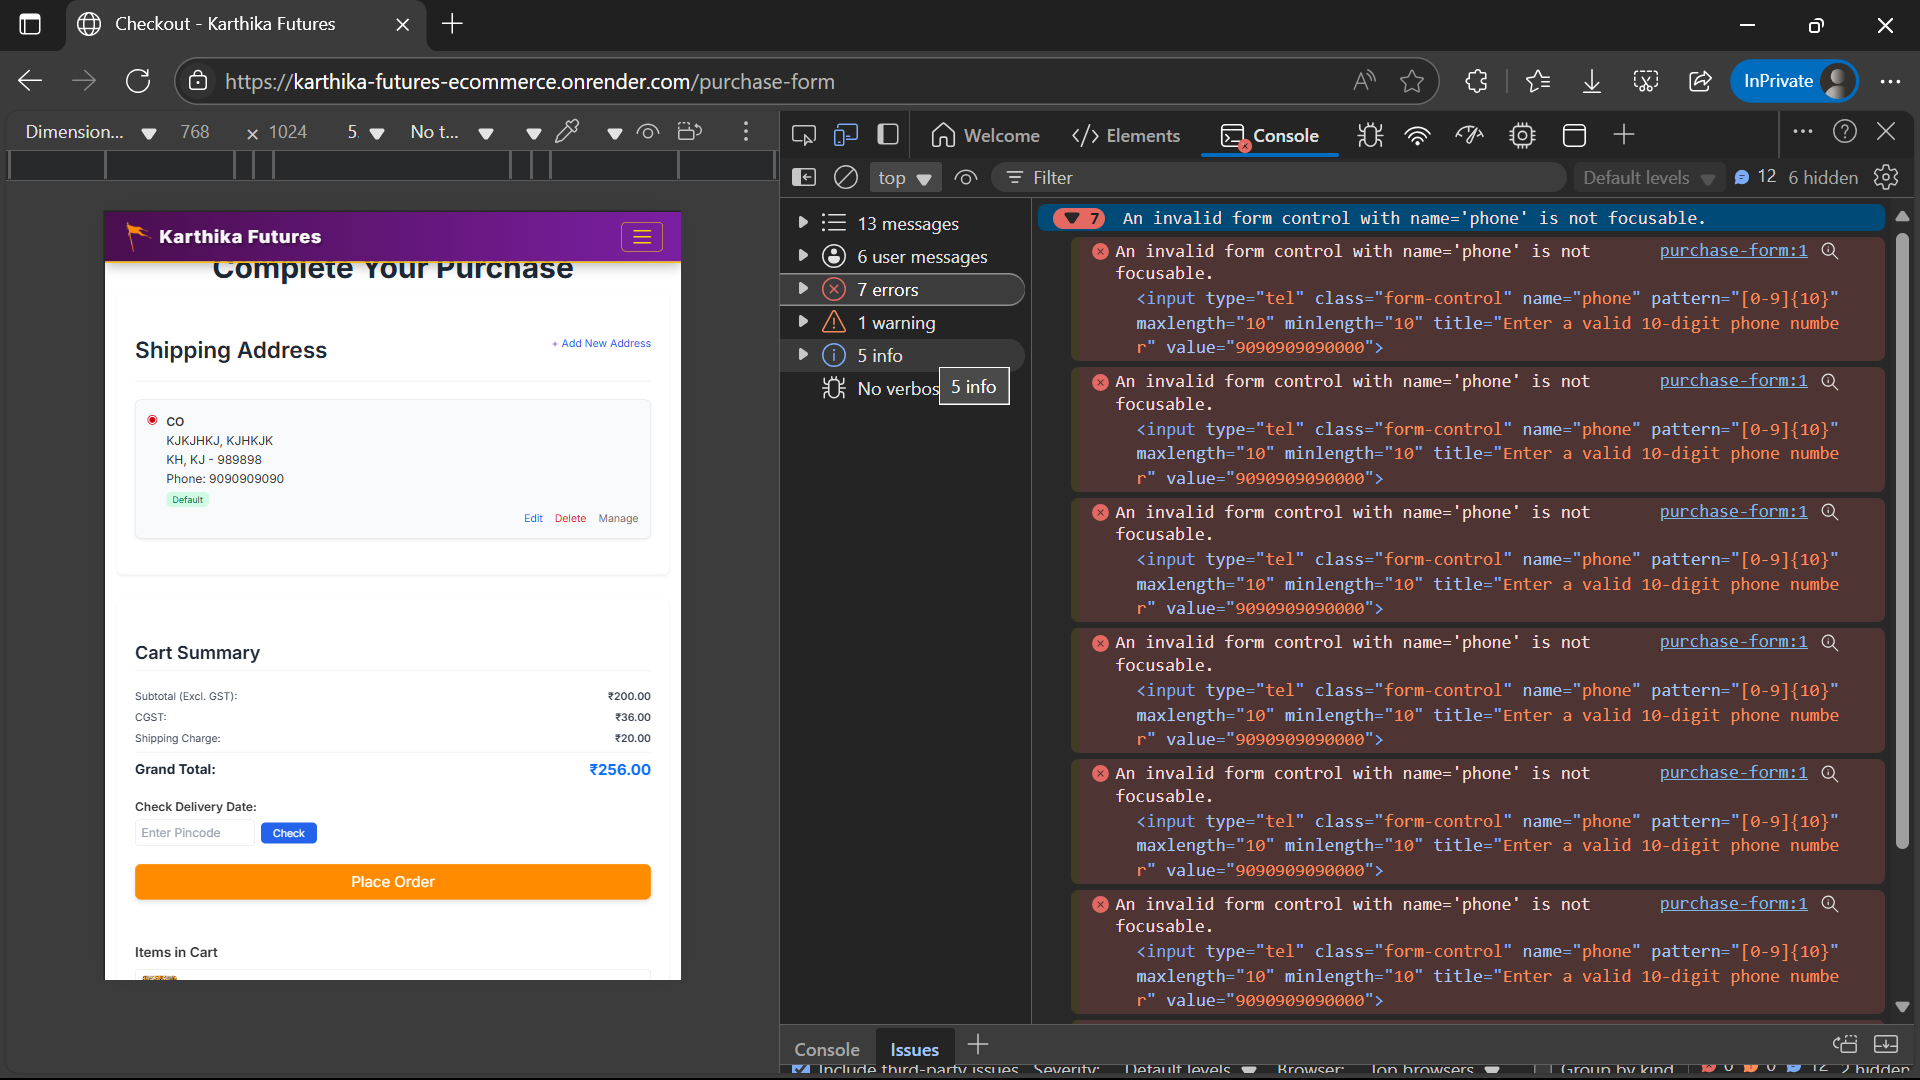 Checkout - Karthika Futures
https://karthika-futures-ecommerce.onrender.com/purchase-form
InPrivate
Dimension... 768 × 1024 5. No t...
Welcome Elements Console
top Filter Default levels 12 6 hidden
Karthika Futures
Complete Your Purchase
Shipping Address
+ Add New Address
CO
KJKJHKJ, KJHKJK
KH, KJ - 989898
Phone: 9090909090
Default
Edit Delete Manage
Cart Summary
Subtotal (Excl. GST): ₹200.00
CGST: ₹36.00
Shipping Charge: ₹20.00
Grand Total: ₹256.00
Check Delivery Date:
Enter Pincode Check
Place Order
Items in Cart
13 messages
6 user messages
7 errors
1 warning
5 info
No verbos
5 info
7 An invalid form control with name='phone' is not focusable.
An invalid form control with name='phone' is not purchase-form:1
focusable.
<input type="tel" class="form-control" name="phone" pattern="[0-9]{10}"
maxlength="10" minlength="10" title="Enter a valid 10-digit phone numbe
r" value="9090909090000">
An invalid form control with name='phone' is not purchase-form:1
focusable.
<input type="tel" class="form-control" name="phone" pattern="[0-9]{10}"
maxlength="10" minlength="10" title="Enter a valid 10-digit phone numbe
r" value="9090909090000">
An invalid form control with name='phone' is not purchase-form:1
focusable.
<input type="tel" class="form-control" name="phone" pattern="[0-9]{10}"
maxlength="10" minlength="10" title="Enter a valid 10-digit phone numbe
r" value="9090909090000">
An invalid form control with name='phone' is not purchase-form:1
focusable.
<input type="tel" class="form-control" name="phone" pattern="[0-9]{10}"
maxlength="10" minlength="10" title="Enter a valid 10-digit phone numbe
r" value="9090909090000">
An invalid form control with name='phone' is not purchase-form:1
focusable.
<input type="tel" class="form-control" name="phone" pattern="[0-9]{10}"
maxlength="10" minlength="10" title="Enter a valid 10-digit phone numbe
r" value="9090909090000">
An invalid form control with name='phone' is not purchase-form:1
focusable.
<input type="tel" class="form-control" name="phone" pattern="[0-9]{10}"
maxlength="10" minlength="10" title="Enter a valid 10-digit phone numbe
r" value="9090909090000">
Console Issues
Include third-party issues Severity: Default levels Browser: Top browsers Group by kind 0 0 12 2 hidden